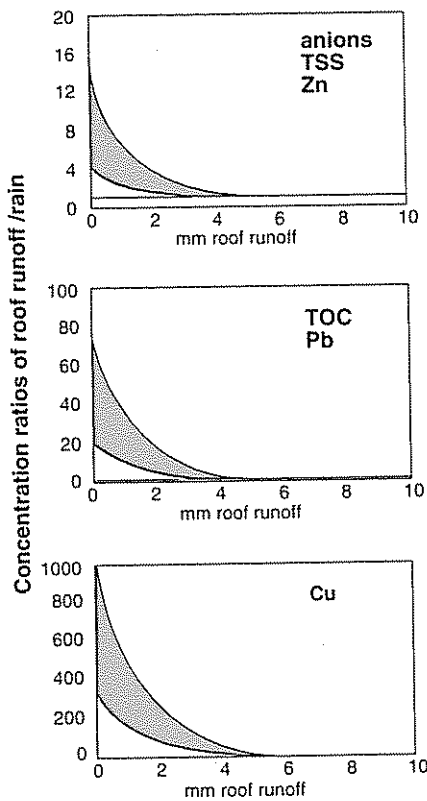 Concentration ratios of roof runoff/rain
20
16
12
8
4
0
anions
TSS
Zn
0 2 4 6 8 10
mm roof runoff
100
80
60
40
20
0
TOC
Pb
0 2 4 6 8 10
mm roof runoff
1000
800
600
400
200
0
Cu
0 2 4 6 8 10
mm roof runoff